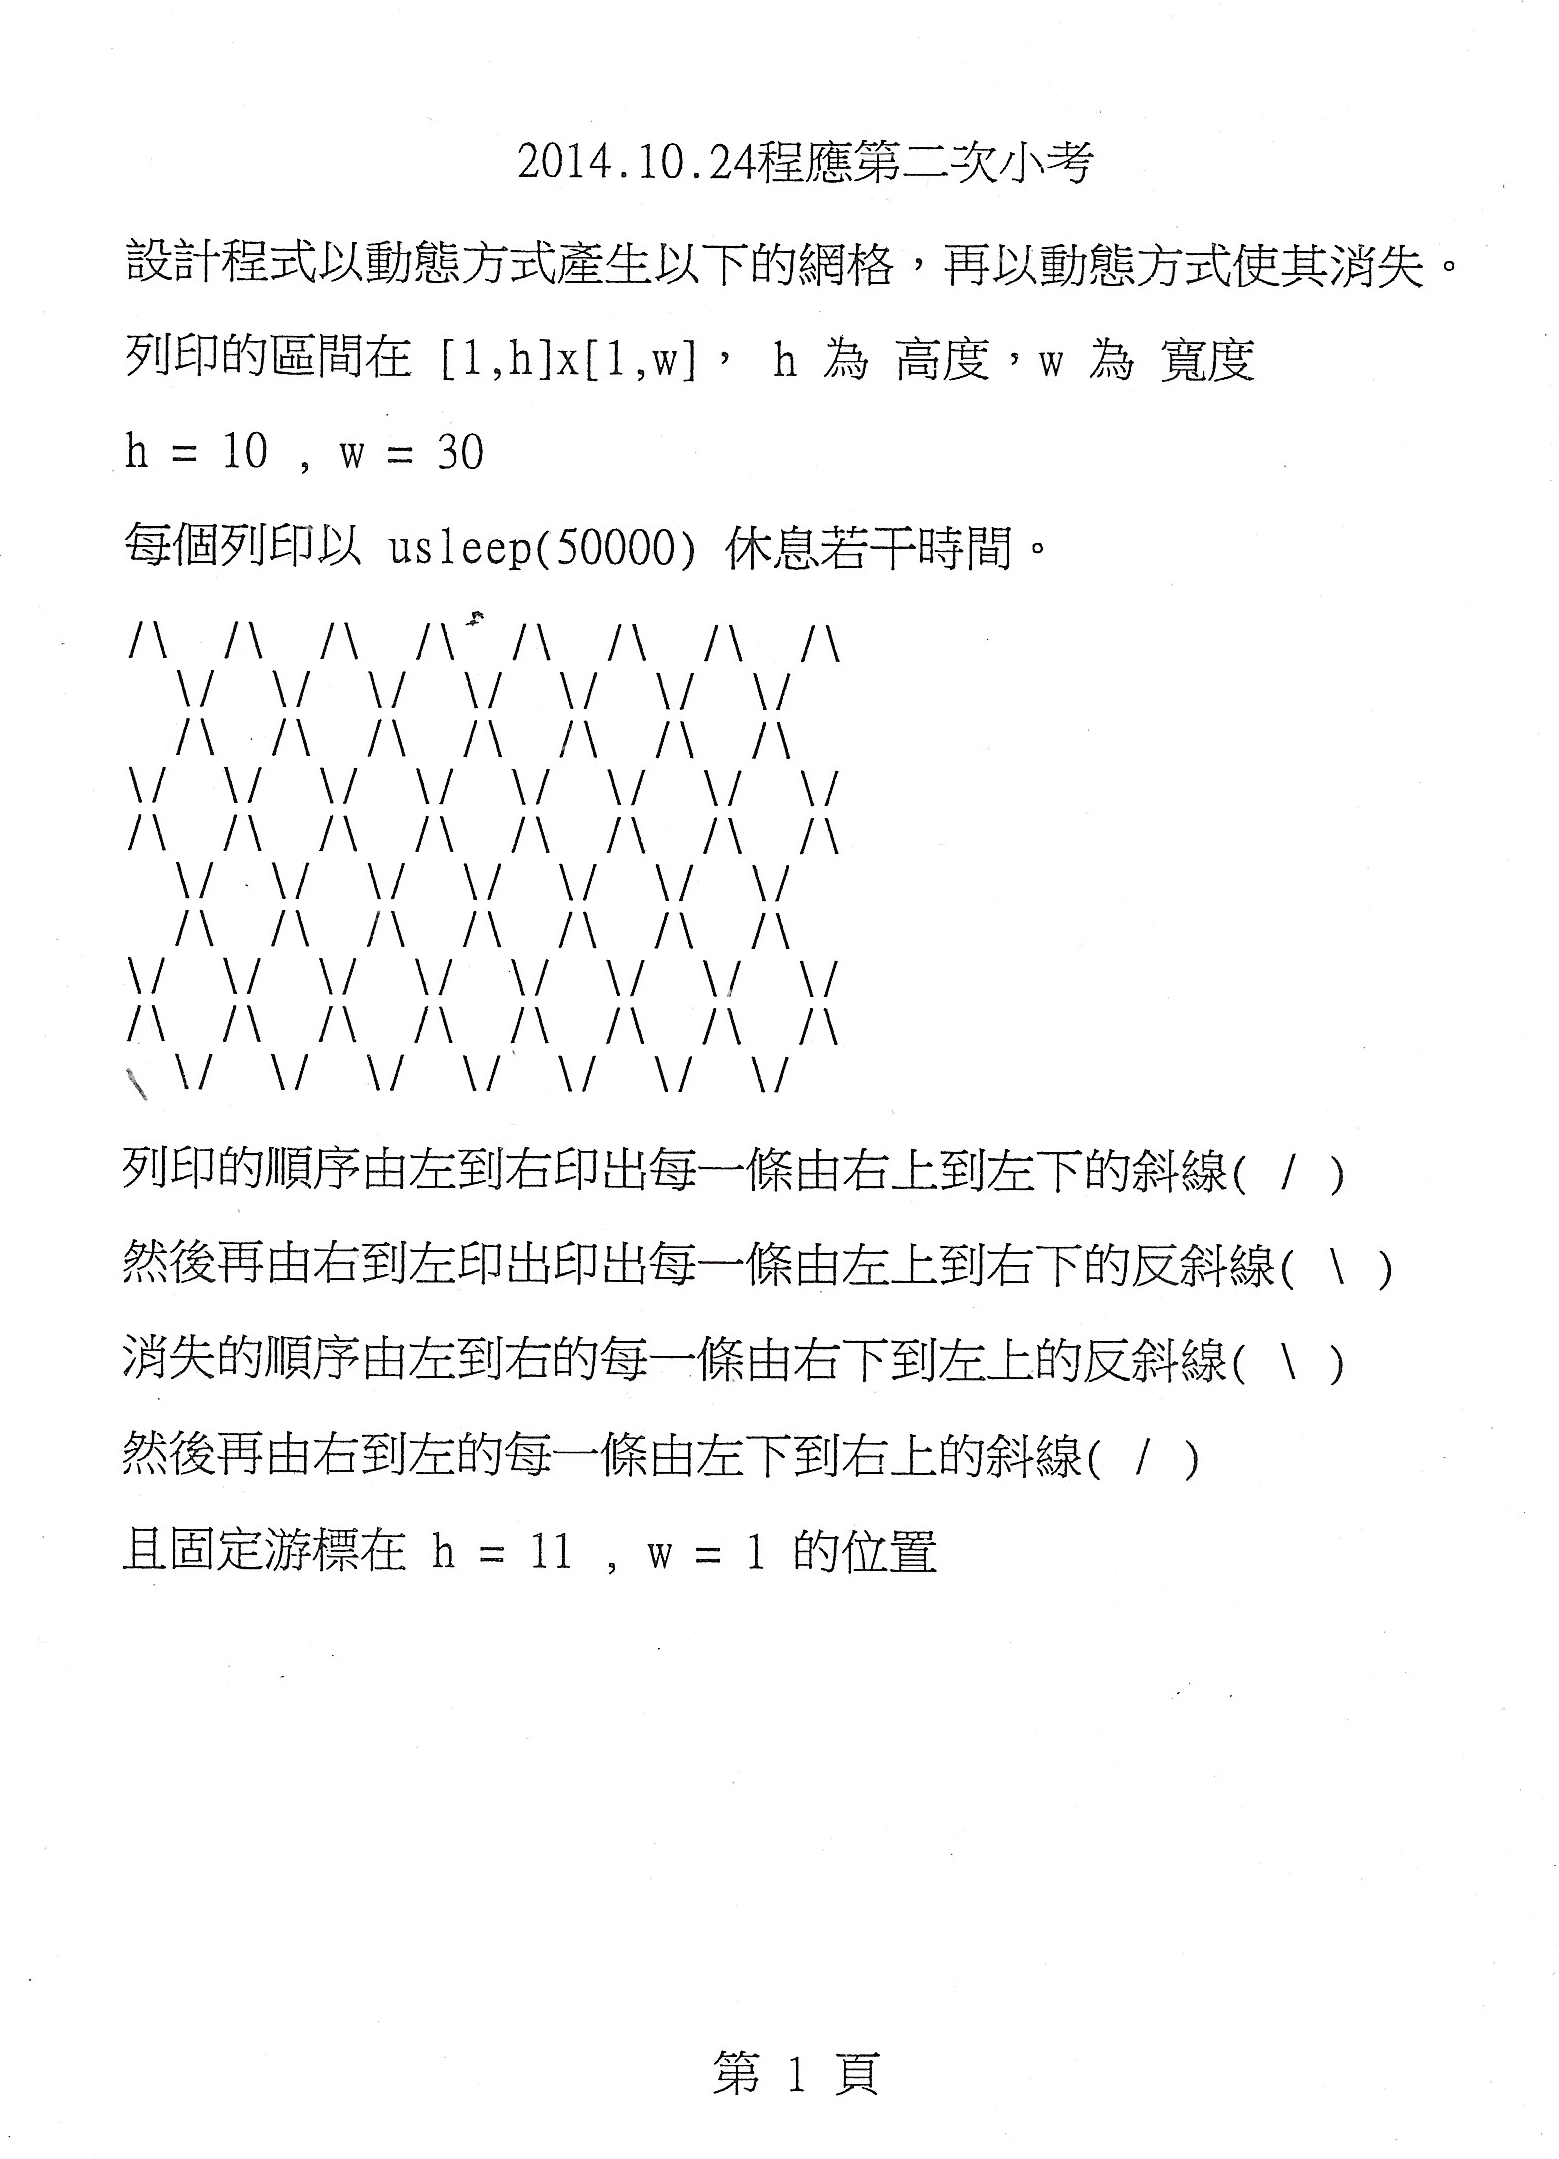 2014.10.24程應第二次小考
設計程式以動態方式產生以下的網格，再以動態方式使其消失。
列印的區間在 [1,h]x[1,w]， h 為 高度，w 為 寬度
h = 10 , w = 30
每個列印以 usleep(50000) 休息若干時間。
/\  /\  /\  /\  /\  /\  /\  /\
  \/  \/  \/  \/  \/  \/  \/
  /\  /\  /\  /\  /\  /\  /\
\/  \/  \/  \/  \/  \/  \/  \/
/\  /\  /\  /\  /\  /\  /\  /\
  \/  \/  \/  \/  \/  \/  \/
  /\  /\  /\  /\  /\  /\  /\
\/  \/  \/  \/  \/  \/  \/  \/
/\  /\  /\  /\  /\  /\  /\  /\
\ \/  \/  \/  \/  \/  \/  \/
列印的順序由左到右印出每一條由右上到左下的斜線( / )
然後再由右到左印出印出每一條由左上到右下的反斜線( \ )
消失的順序由左到右的每一條由右下到左上的反斜線( \ )
然後再由右到左的每一條由左下到右上的斜線( / )
且固定游標在 h = 11 , w = 1 的位置
第 1 頁